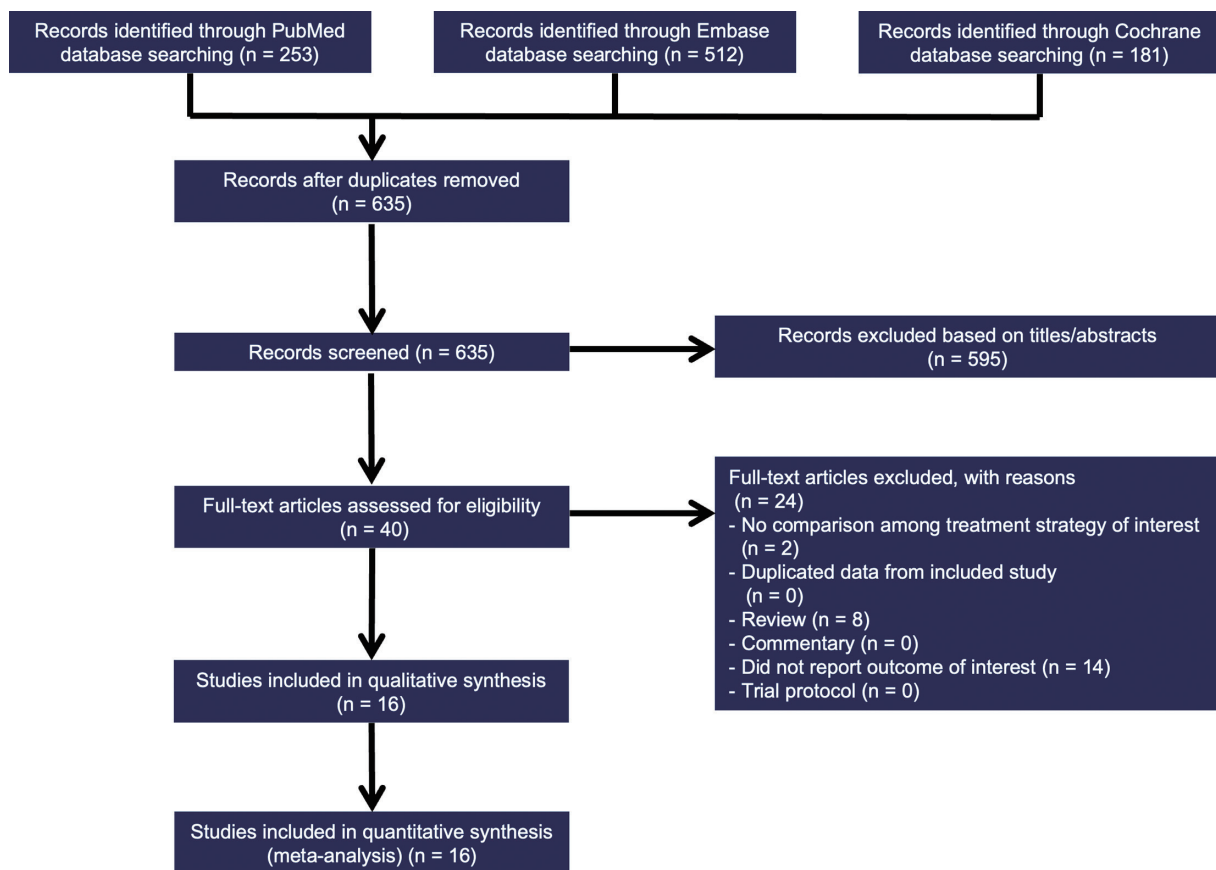 Records identified through PubMed
database searching (n = 253)
Records identified through Embase
database searching (n = 512)
Records identified through Cochrane
database searching (n = 181)
Records after duplicates removed
(n = 635)
Records screened (n = 635)
Records excluded based on titles/abstracts
(n = 595)
Full-text articles assessed for eligibility
(n = 40)
Full-text articles excluded, with reasons
(n = 24)
- No comparison among treatment strategy of interest
(n = 2)
- Duplicated data from included study
(n = 0)
- Review (n = 8)
- Commentary (n = 0)
- Did not report outcome of interest (n = 14)
- Trial protocol (n = 0)
Studies included in qualitative synthesis
(n = 16)
Studies included in quantitative synthesis
(meta-analysis) (n = 16)